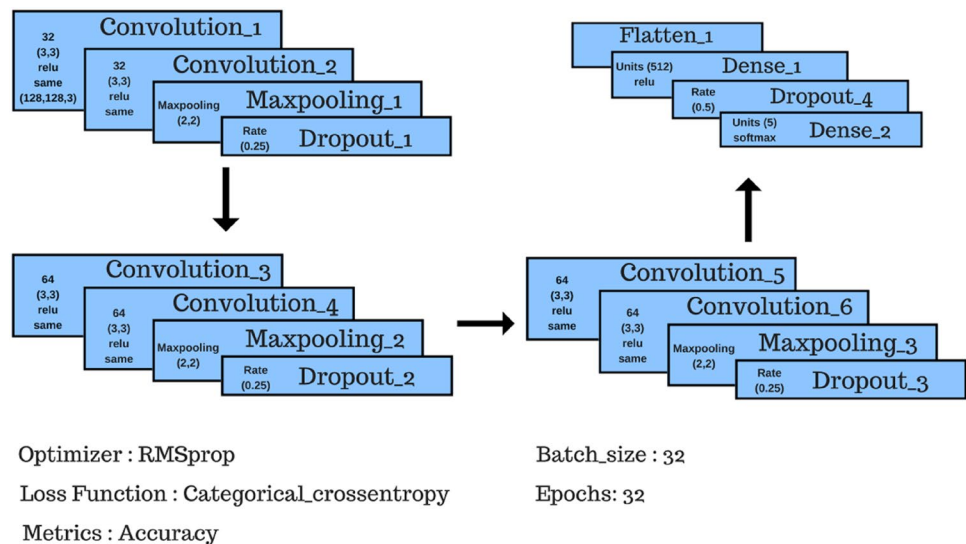 Convolution_1
32
(3,3)
relu
same
(128,128,3)
Convolution_2
32
(3,3)
relu
same
Maxpooling_1
Maxpooling
(2,2)
Dropout_1
Rate
(0.25)
Convolution_3
64
(3,3)
relu
same
Convolution_4
64
(3,3)
relu
same
Maxpooling_2
Maxpooling
(2,2)
Dropout_2
Rate
(0.25)
Convolution_5
64
(3,3)
relu
same
Convolution_6
64
(3,3)
relu
same
Maxpooling_3
Maxpooling
(2,2)
Dropout_3
Rate
(0.25)
Flatten_1
Dense_1
Units (512)
relu
Dropout_4
Rate
(0.5)
Dense_2
Units (5)
softmax
Optimizer : RMSprop
Loss Function : Categorical_crossentropy
Metrics : Accuracy
Batch_size : 32
Epochs: 32